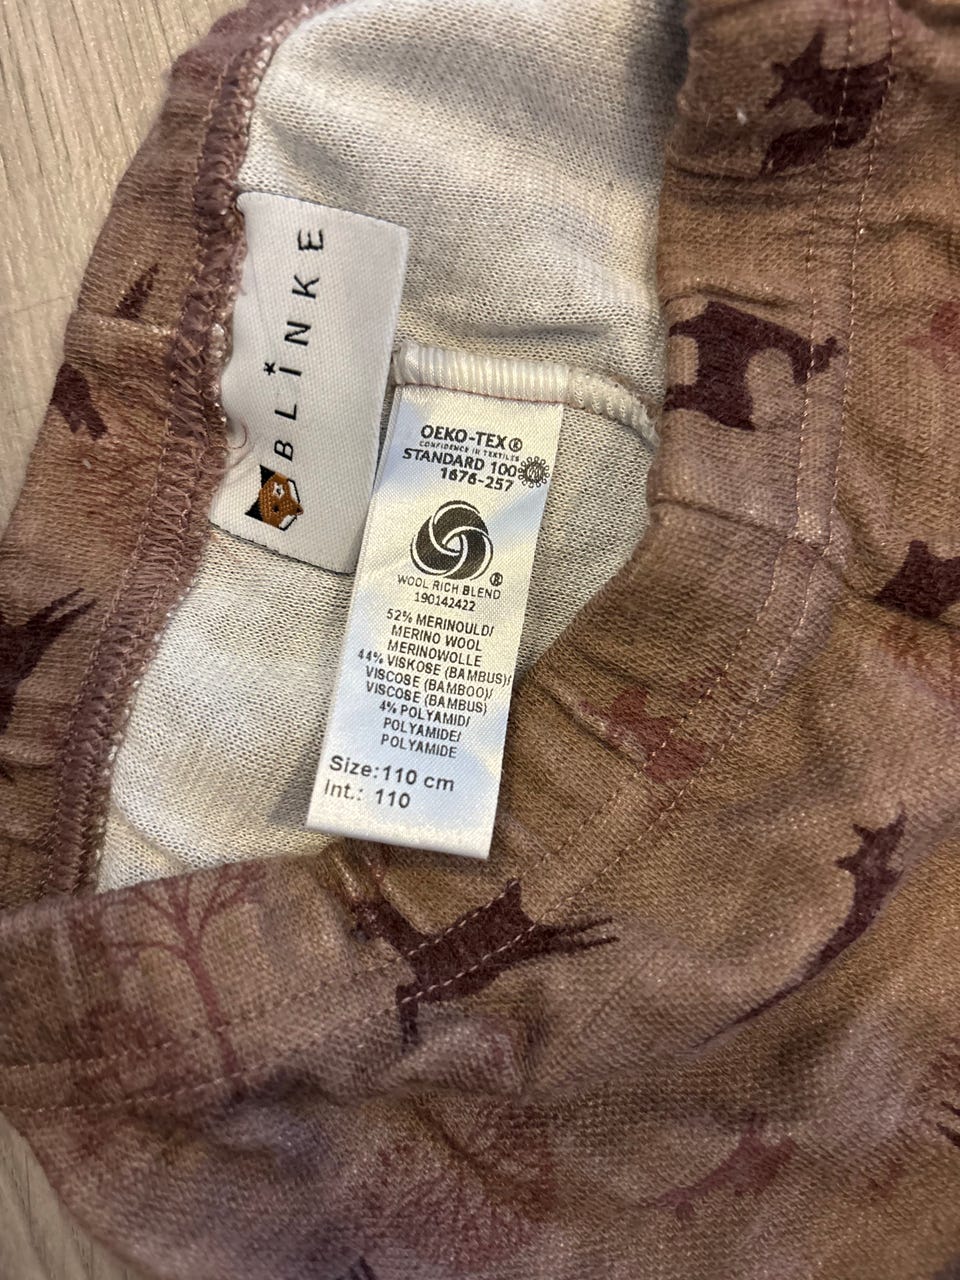 BLINKE
OEKO-TEX®
CONFIDENCE IN TEXTILES
STANDARD 100
1676-257
WOOL RICH BLEND ®
190142422
52% MERINOULD/
MERINO WOOL
MERINOWOLLE
44% VISKOSE (BAMBUS)/
VISCOSE (BAMBOO)/
VISCOSE (BAMBUS)
4% POLYAMID/
POLYAMIDE/
POLYAMIDE
Size:110 cm
Int.: 110